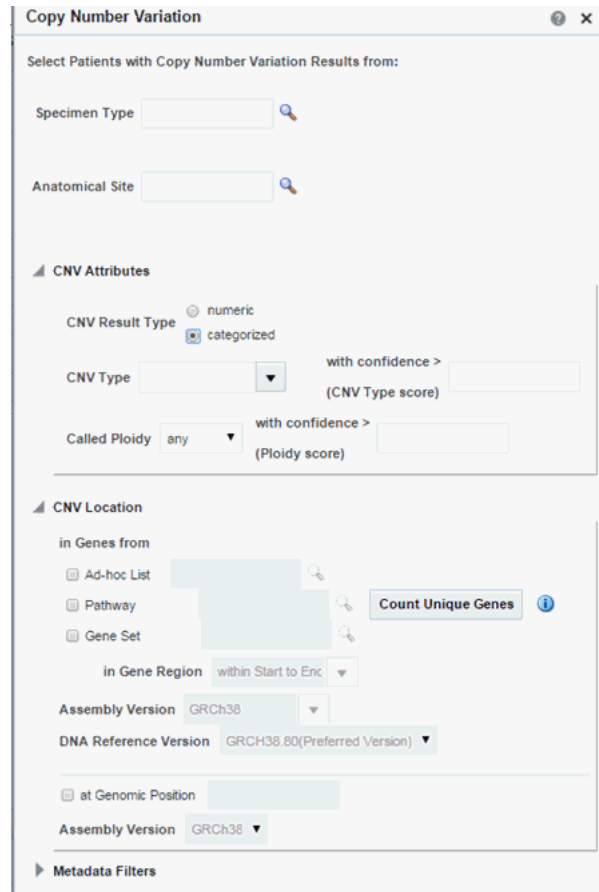 Copy Number Variation
Select Patients with Copy Number Variation Results from:
Specimen Type
Anatomical Site
CNV Attributes
CNV Result Type
numeric
categorized
CNV Type
with confidence >
(CNV Type score)
Called Ploidy any
with confidence >
(Ploidy score)
CNV Location
in Genes from
Ad-hoc List
Pathway
Count Unique Genes
Gene Set
in Gene Region within Start to Enc
Assembly Version GRCh38
DNA Reference Version GRCH38.80(Preferred Version)
at Genomic Position
Assembly Version GRCh38
Metadata Filters